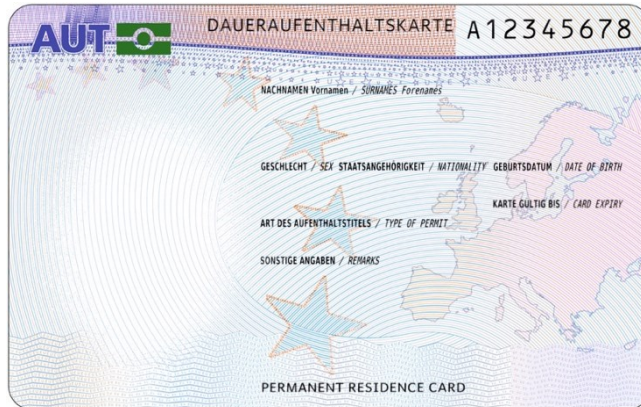 AUT DAUERAUFENTHALTSKARTE A12345678
NACHNAMEN Vornamen / SURNAMES Forenames
GESCHLECHT / SEX STAATSANGEHÖRIGKEIT / NATIONALITY GEBURTSDATUM / DATE OF BIRTH
KARTE GÜLTIG BIS / CARD EXPIRY
ART DES AUFENTHALTSTITELS / TYPE OF PERMIT
SONSTIGE ANGABEN / REMARKS
PERMANENT RESIDENCE CARD